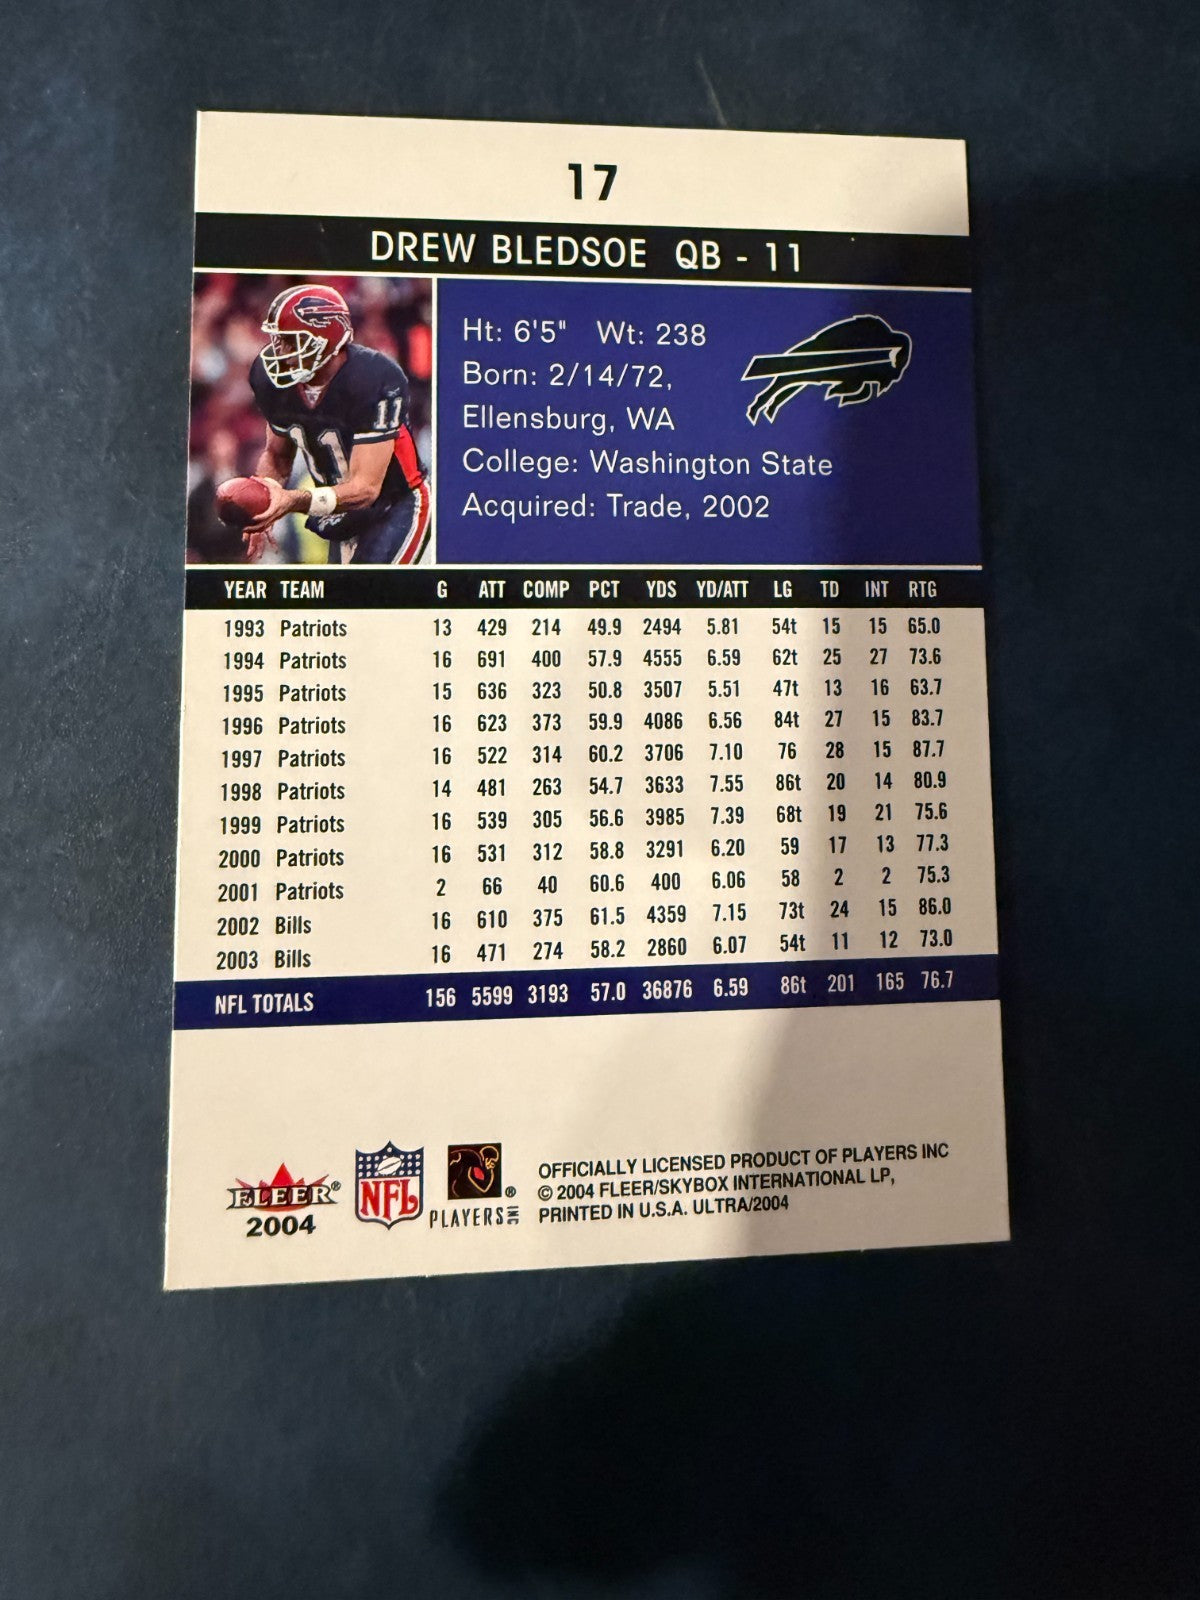 17
DREW BLEDSOE QB - 11
11
11
Ht: 6'5" Wt: 238
Born: 2/14/72,
Ellensburg, WA
College: Washington State
Acquired: Trade, 2002
YEAR TEAM G ATT COMP PCT YDS YD/ATT LG TD INT RTG
1993 Patriots 13 429 214 49.9 2494 5.81 54t 15 15 65.0
1994 Patriots 16 691 400 57.9 4555 6.59 62t 25 27 73.6
1995 Patriots 15 636 323 50.8 3507 5.51 47t 13 16 63.7
1996 Patriots 16 623 373 59.9 4086 6.56 84t 27 15 83.7
1997 Patriots 16 522 314 60.2 3706 7.10 76 28 15 87.7
1998 Patriots 14 481 263 54.7 3633 7.55 86t 20 14 80.9
1999 Patriots 16 539 305 56.6 3985 7.39 68t 19 21 75.6
2000 Patriots 16 531 312 58.8 3291 6.20 59 17 13 77.3
2001 Patriots 2 66 40 60.6 400 6.06 58 2 2 75.3
2002 Bills 16 610 375 61.5 4359 7.15 73t 24 15 86.0
2003 Bills 16 471 274 58.2 2860 6.07 54t 11 12 73.0
NFL TOTALS 156 5599 3193 57.0 36876 6.59 86t 201 165 76.7
FLEER®
2004
NFL
®
PLAYERS INC
OFFICIALLY LICENSED PRODUCT OF PLAYERS INC
© 2004 FLEER/SKYBOX INTERNATIONAL LP,
PRINTED IN U.S.A. ULTRA/2004